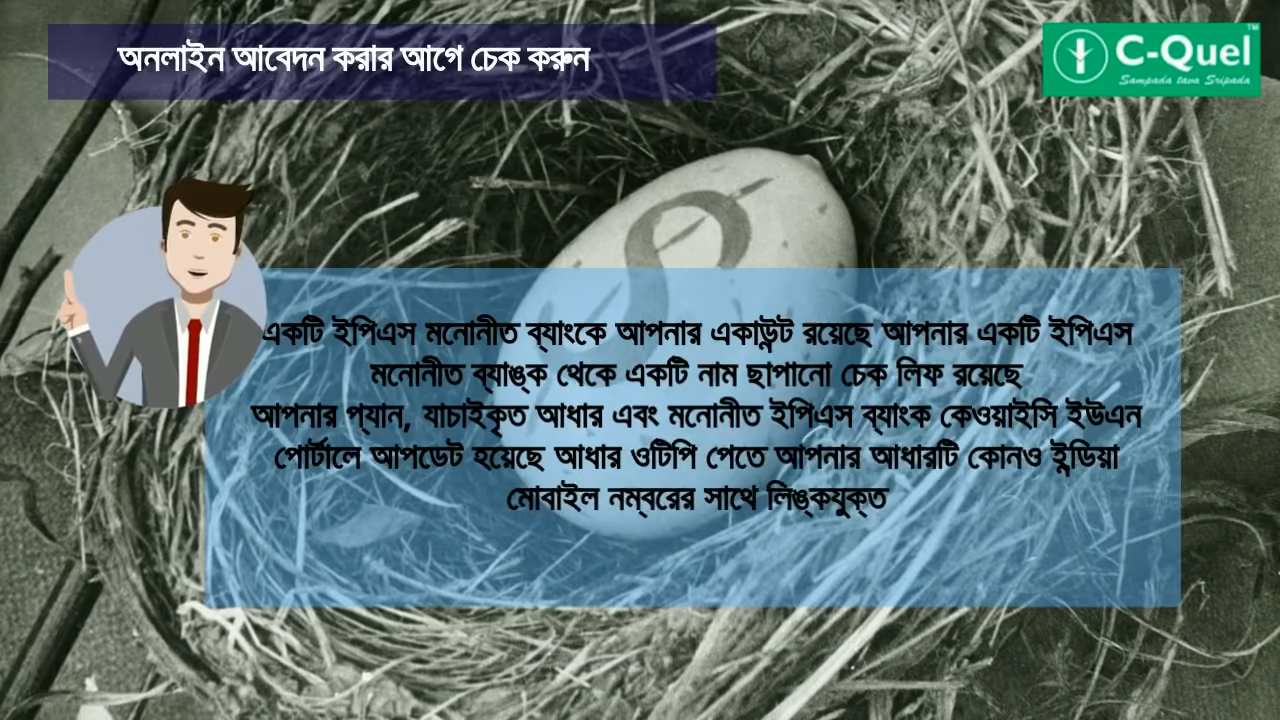 অনলাইন আবেদন করার আগে চেক করুন
C-Quel
TM
Sampada tava Sripada
একটি ইপিএস মনোনীত ব্যাংকে আপনার একাউন্ট রয়েছে আপনার একটি ইপিএস
মনোনীত ব্যাঙ্ক থেকে একটি নাম ছাপানো চেক লিফ রয়েছে
আপনার প্যান, যাচাইকৃত আধার এবং মনোনীত ইপিএস ব্যাংক কেওয়াইসি ইউএন
পোর্টালে আপডেট হয়েছে আধার ওটিপি পেতে আপনার আধারটি কোনও ইন্ডিয়া
মোবাইল নম্বরের সাথে লিঙ্কযুক্ত